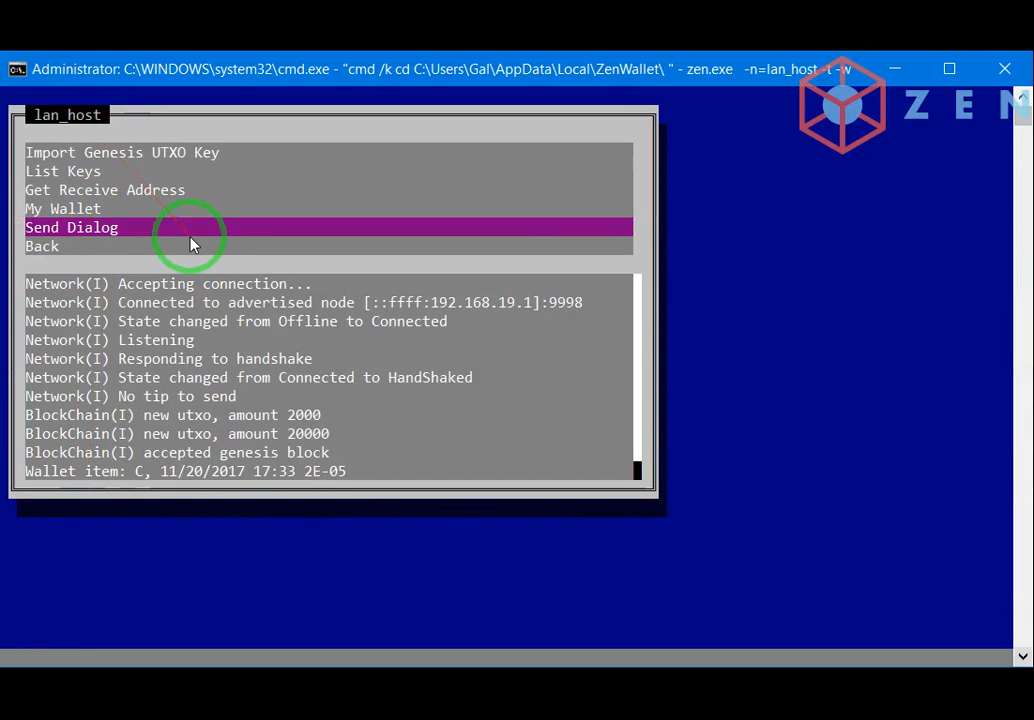 Administrator: C:\WINDOWS\system32\cmd.exe - "cmd /k cd C:\Users\Gal\AppData\Local\ZenWallet\ " - zen.exe -n=lan_host -t -w
ZEN
lan_host
Import Genesis UTXO Key
List Keys
Get Receive Address
My Wallet
Send Dialog
Back
Network(I) Accepting connection...
Network(I) Connected to advertised node [::ffff:192.168.19.1]:9998
Network(I) State changed from Offline to Connected
Network(I) Listening
Network(I) Responding to handshake
Network(I) State changed from Connected to HandShaked
Network(I) No tip to send
BlockChain(I) new utxo, amount 2000
BlockChain(I) new utxo, amount 20000
BlockChain(I) accepted genesis block
Wallet item: C, 11/20/2017 17:33 2E-05